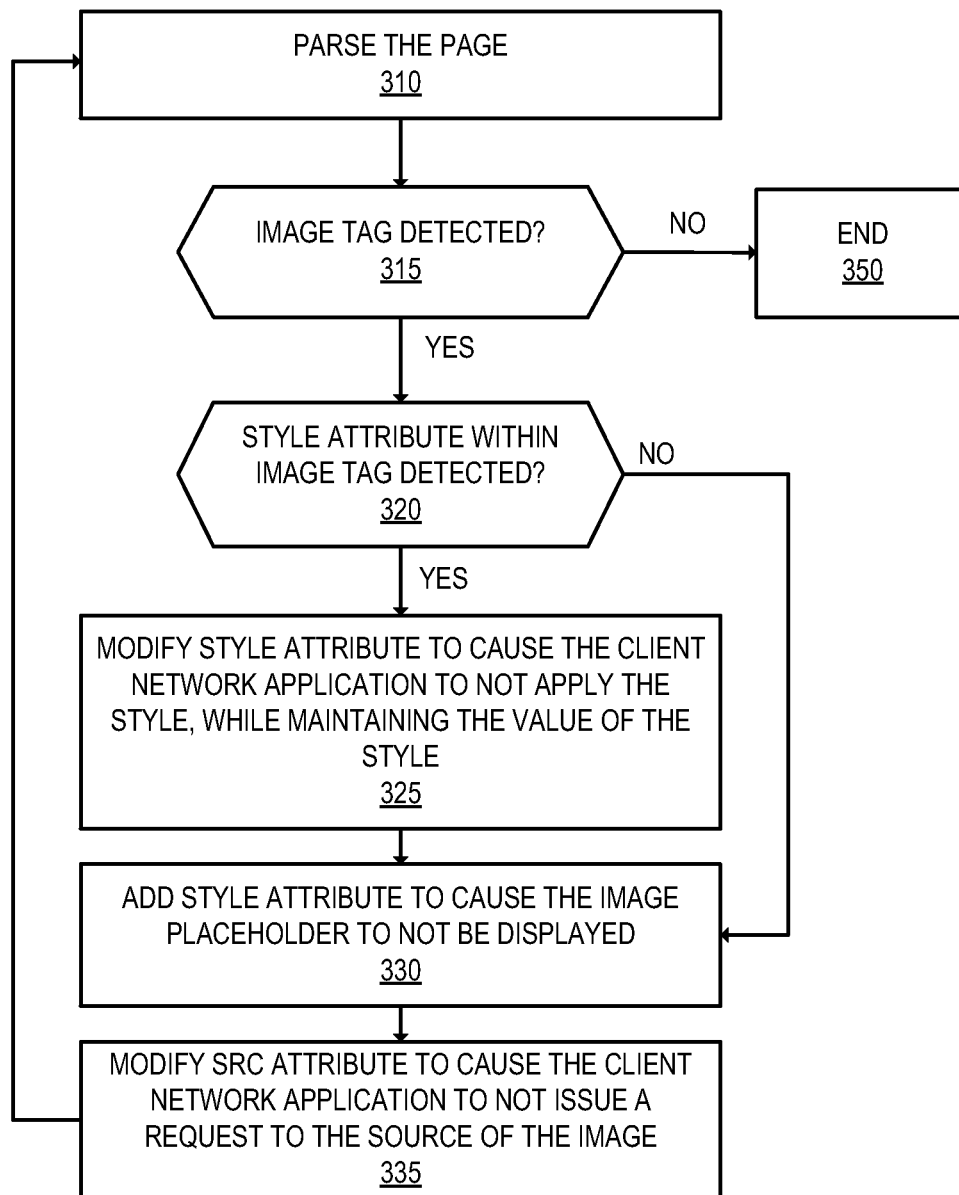 PARSE THE PAGE
310
IMAGE TAG DETECTED?
315
NO
END
350
YES
STYLE ATTRIBUTE WITHIN
IMAGE TAG DETECTED?
320
NO
YES
MODIFY STYLE ATTRIBUTE TO CAUSE THE CLIENT
NETWORK APPLICATION TO NOT APPLY THE
STYLE, WHILE MAINTAINING THE VALUE OF THE
STYLE
325
ADD STYLE ATTRIBUTE TO CAUSE THE IMAGE
PLACEHOLDER TO NOT BE DISPLAYED
330
MODIFY SRC ATTRIBUTE TO CAUSE THE CLIENT
NETWORK APPLICATION TO NOT ISSUE A
REQUEST TO THE SOURCE OF THE IMAGE
335